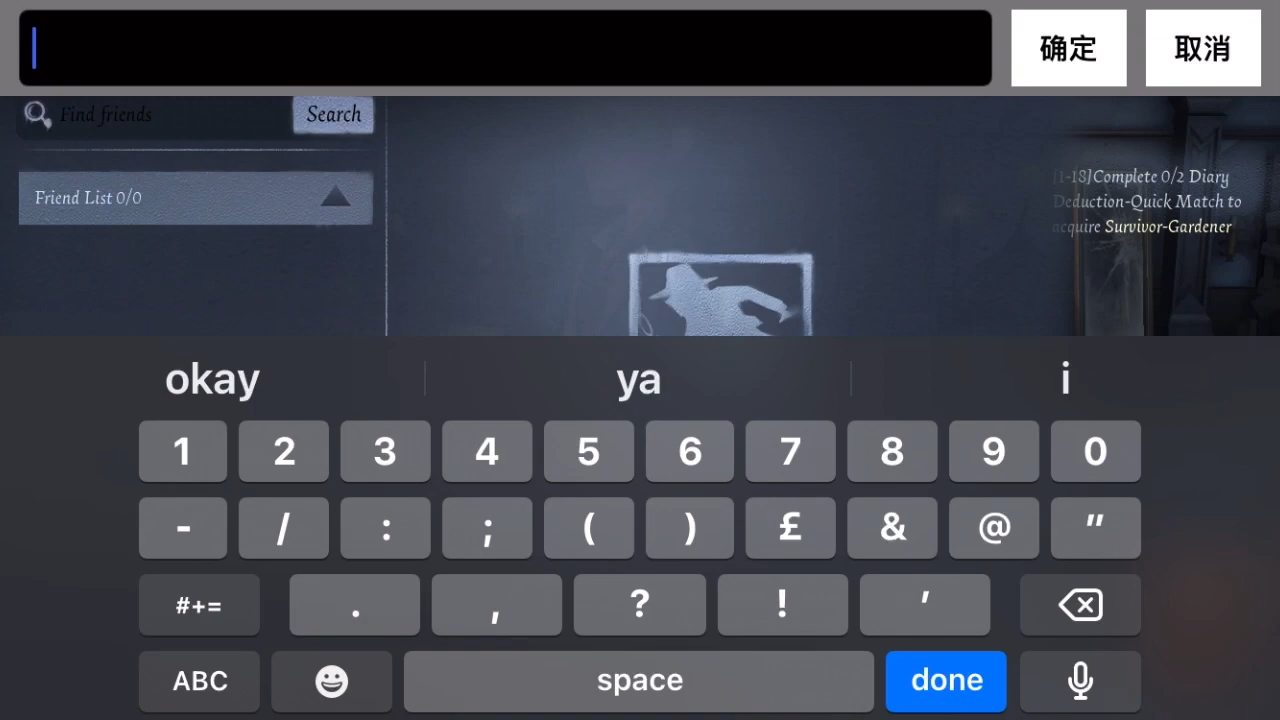 确定
取消
Find friends
Search
Friend List 0/0
[1-18]Complete 0/2 Diary
Deduction-Quick Match to
acquire Survivor-Gardener
okay
ya
i
1 2 3 4 5 6 7 8 9 0
- / : ; ( ) £ & @ "
#+= . , ? ! '
ABC space done